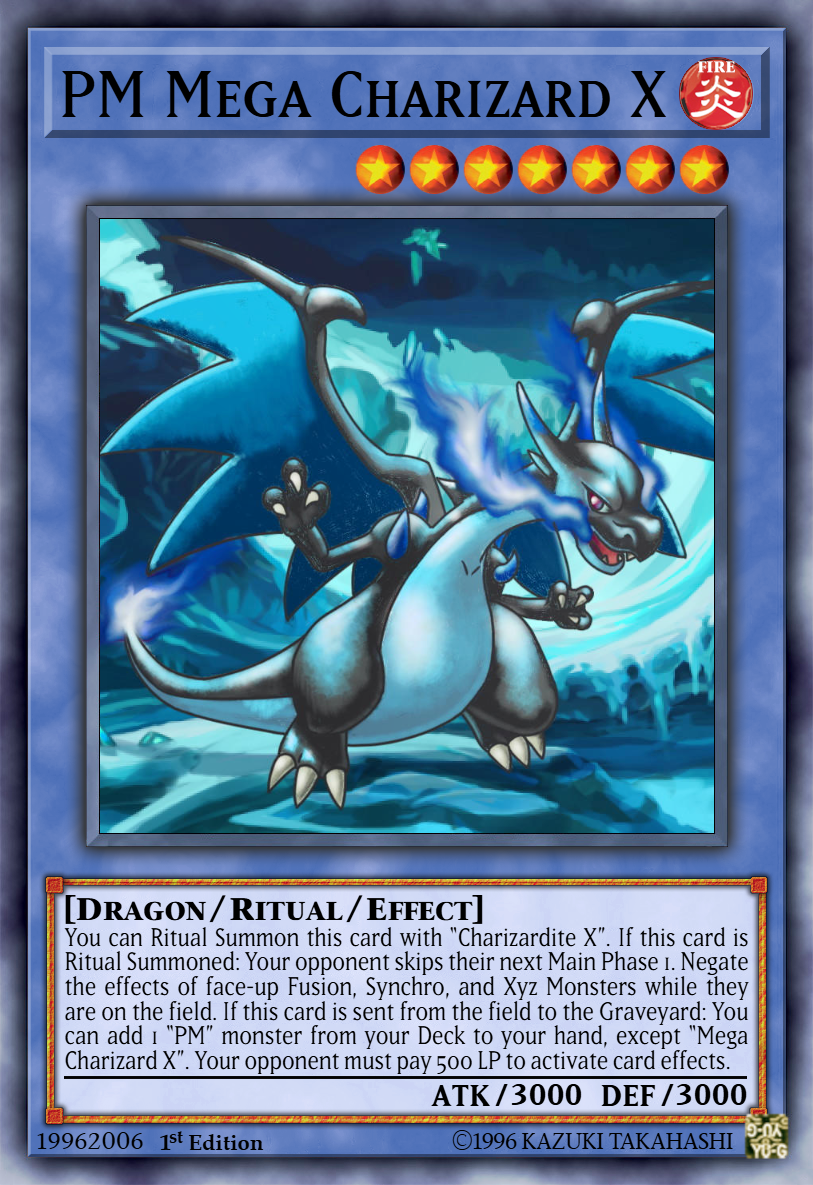 PM Mega Charizard X
FIRE
炎
[Dragon/Ritual/Effect]
You can Ritual Summon this card with "Charizardite X". If this card is
Ritual Summoned: Your opponent skips their next Main Phase 1. Negate
the effects of face-up Fusion, Synchro, and Xyz Monsters while they
are on the field. If this card is sent from the field to the Graveyard: You
can add 1 "PM" monster from your Deck to your hand, except "Mega
Charizard X". Your opponent must pay 500 LP to activate card effects.
ATK/3000 DEF/3000
19962006 1st Edition ©1996 KAZUKI TAKAHASHI